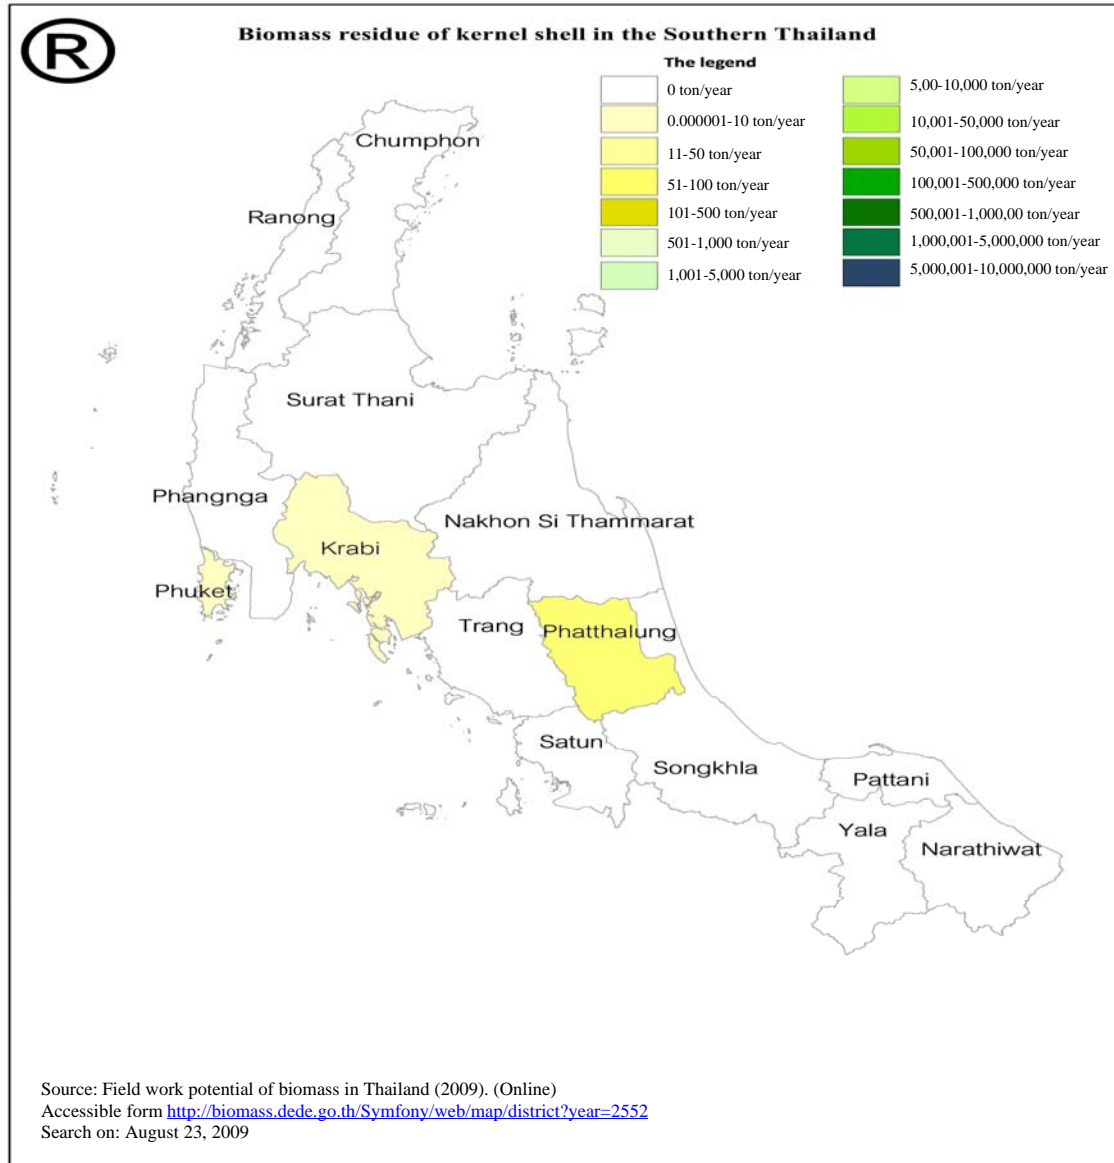 ®
Biomass residue of kernel shell in the Southern Thailand
The legend
0 ton/year
0.000001-10 ton/year
11-50 ton/year
51-100 ton/year
101-500 ton/year
501-1,000 ton/year
1,001-5,000 ton/year
5,00-10,000 ton/year
10,001-50,000 ton/year
50,001-100,000 ton/year
100,001-500,000 ton/year
500,001-1,000,00 ton/year
1,000,001-5,000,000 ton/year
5,000,001-10,000,000 ton/year
Chumphon
Ranong
Surat Thani
Phangnga
Nakhon Si Thammarat
Krabi
Phuket
Trang
Phatthalung
Satun
Songkhla
Pattani
Yala
Narathiwat
Source: Field work potential of biomass in Thailand (2009). (Online)
Accessible form http://biomass.dede.go.th/Symfony/web/map/district?year=2552
Search on: August 23, 2009